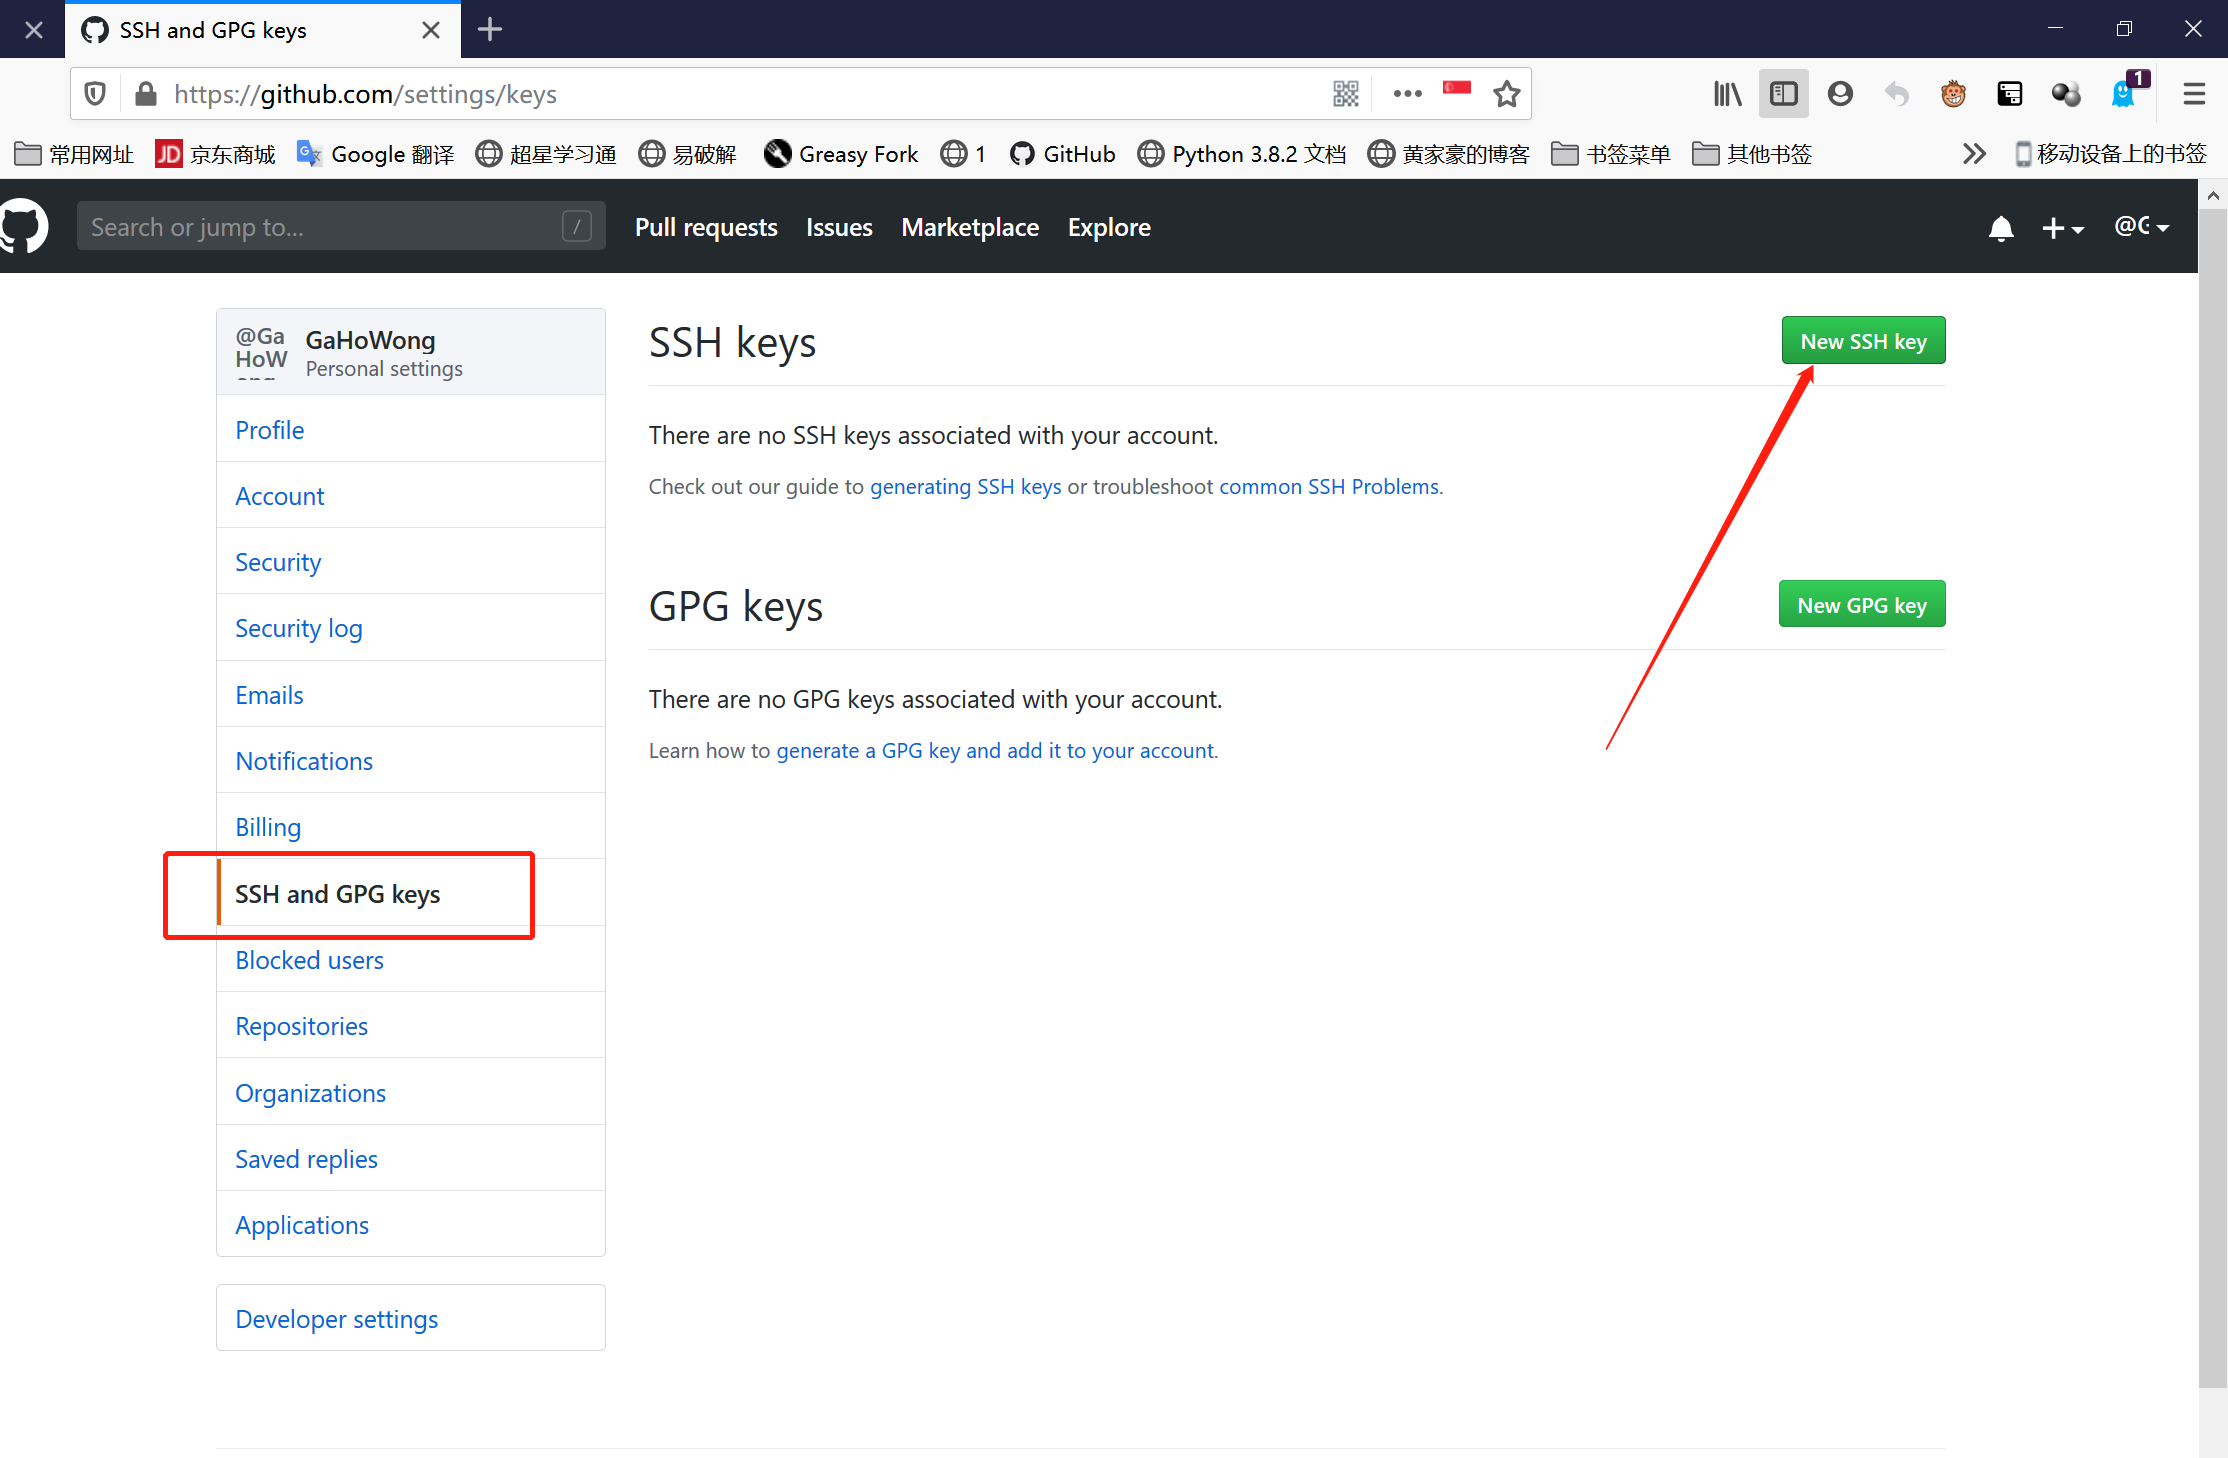 SSH and GPG keys
https://github.com/settings/keys
1
常用网址 JD 京东商城 Google 翻译 超星学习通 易破解 Greasy Fork 1 GitHub Python 3.8.2 文档 黄家豪的博客 书签菜单 其他书签 移动设备上的书签
Search or jump to... / Pull requests Issues Marketplace Explore @G
@Ga
HoW
GaHoWong
Personal settings
Profile
Account
Security
Security log
Emails
Notifications
Billing
SSH and GPG keys
Blocked users
Repositories
Organizations
Saved replies
Applications
Developer settings
SSH keys
New SSH key
There are no SSH keys associated with your account.
Check out our guide to generating SSH keys or troubleshoot common SSH Problems.
GPG keys
New GPG key
There are no GPG keys associated with your account.
Learn how to generate a GPG key and add it to your account.